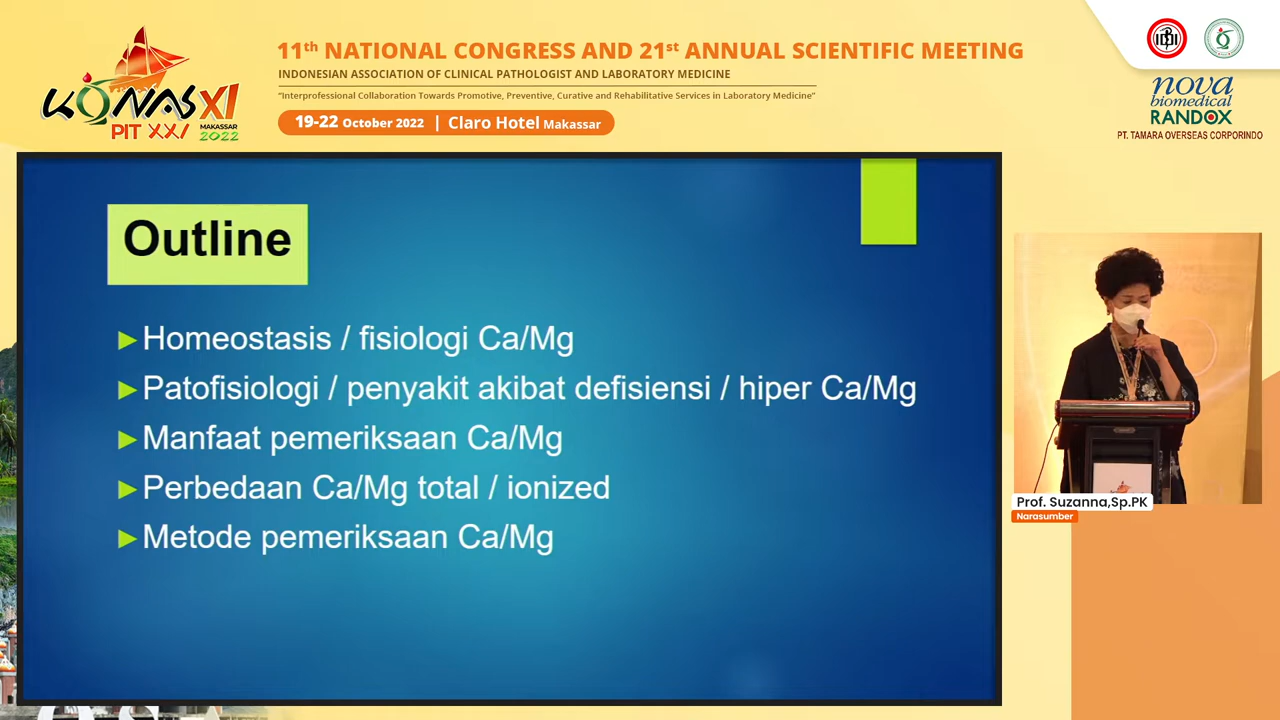 KONAS XI
PIT XXI
MAKASSAR
2022
11th NATIONAL CONGRESS AND 21st ANNUAL SCIENTIFIC MEETING
INDONESIAN ASSOCIATION OF CLINICAL PATHOLOGIST AND LABORATORY MEDICINE
"Interprofessional Collaboration Towards Promotive, Preventive, Curative and Rehabilitative Services in Laboratory Medicine"
19-22 October 2022 | Claro Hotel Makassar
nova
biomedical
RANDOX
PT. TAMARA OVERSEAS CORPORINDO
Outline
►Homeostasis / fisiologi Ca/Mg
►Patofisiologi / penyakit akibat defisiensi / hiper Ca/Mg
►Manfaat pemeriksaan Ca/Mg
►Perbedaan Ca/Mg total / ionized
►Metode pemeriksaan Ca/Mg
Prof. Suzanna,Sp.PK
Narasumber